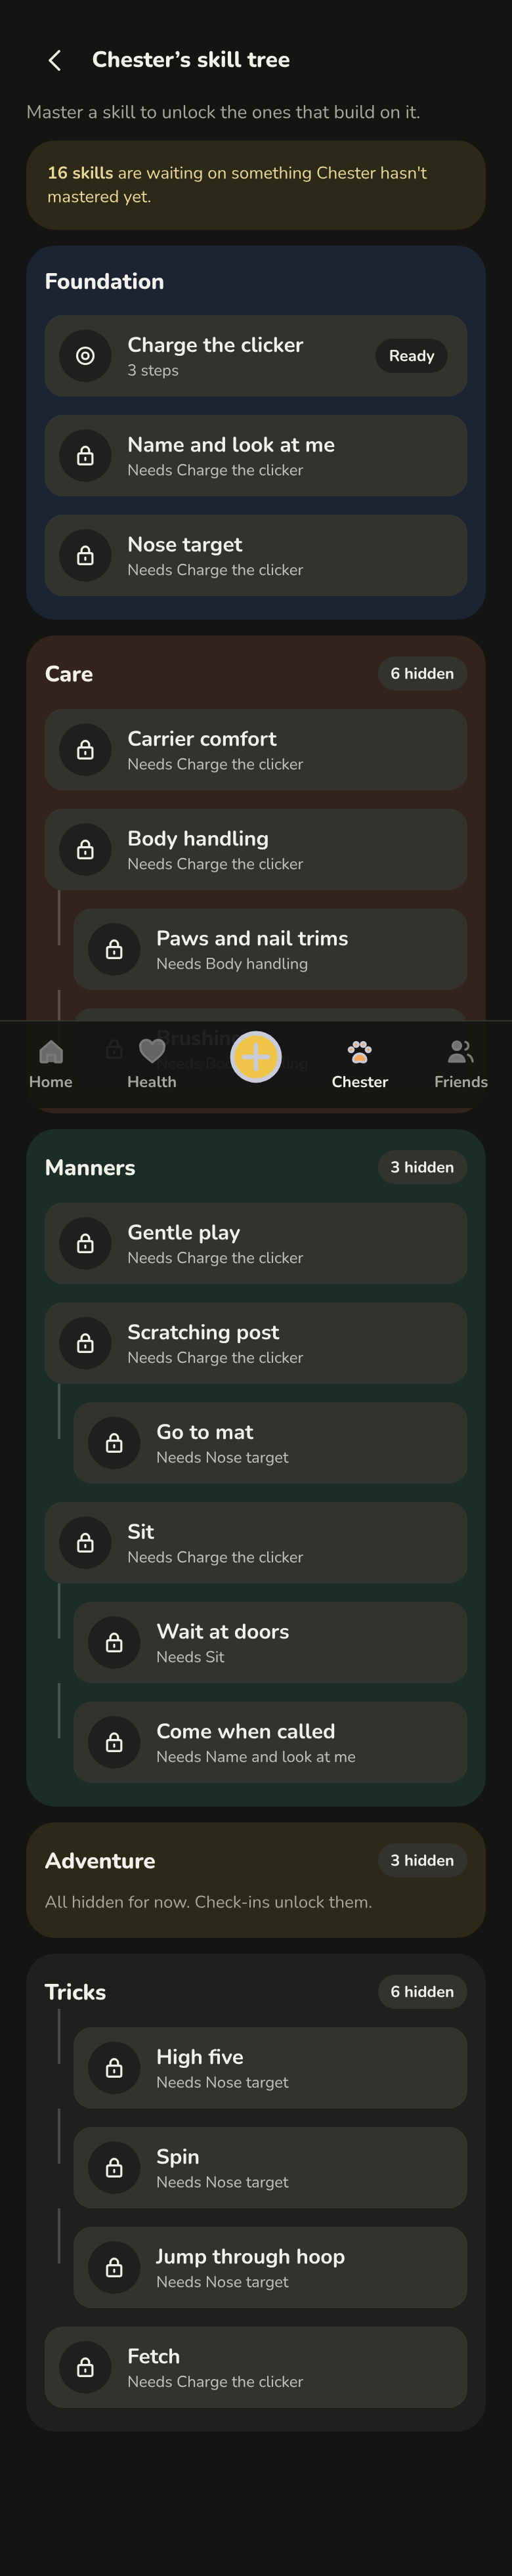 Chester’s skill tree
Master a skill to unlock the ones that build on it.
16 skills are waiting on something Chester hasn't
mastered yet.
Foundation
Charge the clicker
3 steps
Ready
Name and look at me
Needs Charge the clicker
Nose target
Needs Charge the clicker
Care
6 hidden
Carrier comfort
Needs Charge the clicker
Body handling
Needs Charge the clicker
Paws and nail trims
Needs Body handling
Brushing
Home
Health
Chester
Friends
Manners
3 hidden
Gentle play
Needs Charge the clicker
Scratching post
Needs Charge the clicker
Go to mat
Needs Nose target
Sit
Needs Charge the clicker
Wait at doors
Needs Sit
Come when called
Needs Name and look at me
Adventure
3 hidden
All hidden for now. Check-ins unlock them.
Tricks
6 hidden
High five
Needs Nose target
Spin
Needs Nose target
Jump through hoop
Needs Nose target
Fetch
Needs Charge the clicker